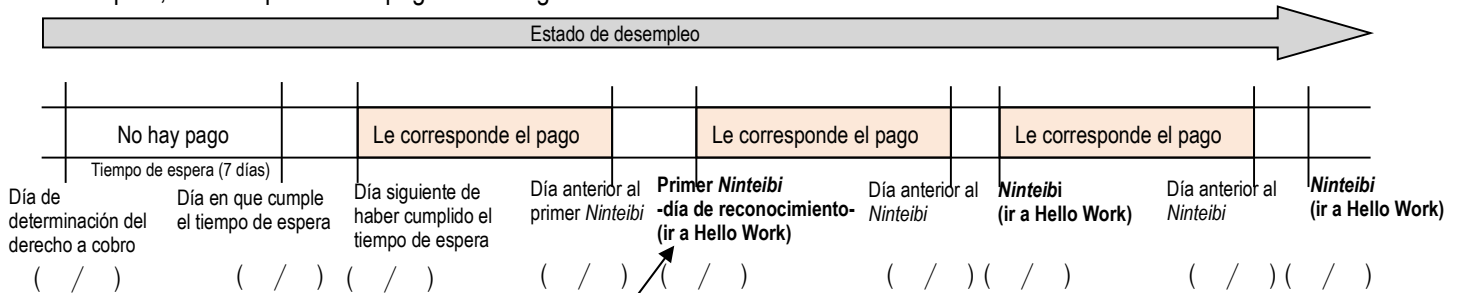 Estado de desempleo
No hay pago
Le corresponde el pago
Le corresponde el pago
Le corresponde el pago
Tiempo de espera (7 días)
Día de
determinación del
derecho a cobro
Día en que cumple
el tiempo de espera
Día siguiente de
haber cumplido el
tiempo de espera
Día anterior al
primer Ninteibi
Primer Ninteibi
-día de reconocimiento-
(ir a Hello Work)
Día anterior al
Ninteibi
Ninteibi
(ir a Hello Work)
Día anterior al
Ninteibi
Ninteibi
(ir a Hello Work)
( / ) ( / ) ( / ) ( / ) ( / ) ( / ) ( / ) ( / ) ( / )